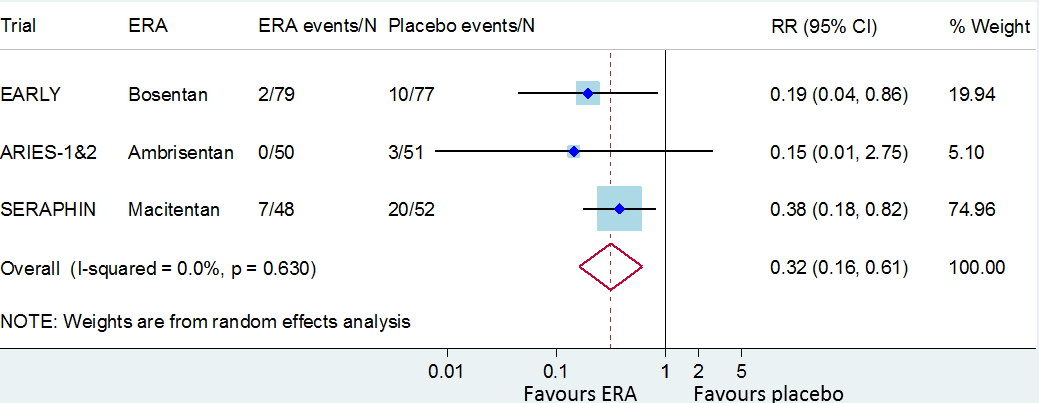 Trial ERA ERA events/N Placebo events/N RR (95% CI) % Weight
EARLY Bosentan 2/79 10/77 0.19 (0.04, 0.86) 19.94
ARIES-1&2 Ambrisentan 0/50 3/51 0.15 (0.01, 2.75) 5.10
SERAPHIN Macitentan 7/48 20/52 0.38 (0.18, 0.82) 74.96
Overall (I-squared = 0.0%, p = 0.630) 0.32 (0.16, 0.61) 100.00
NOTE: Weights are from random effects analysis
0.01 0.1 1 2 5
Favours ERA Favours placebo